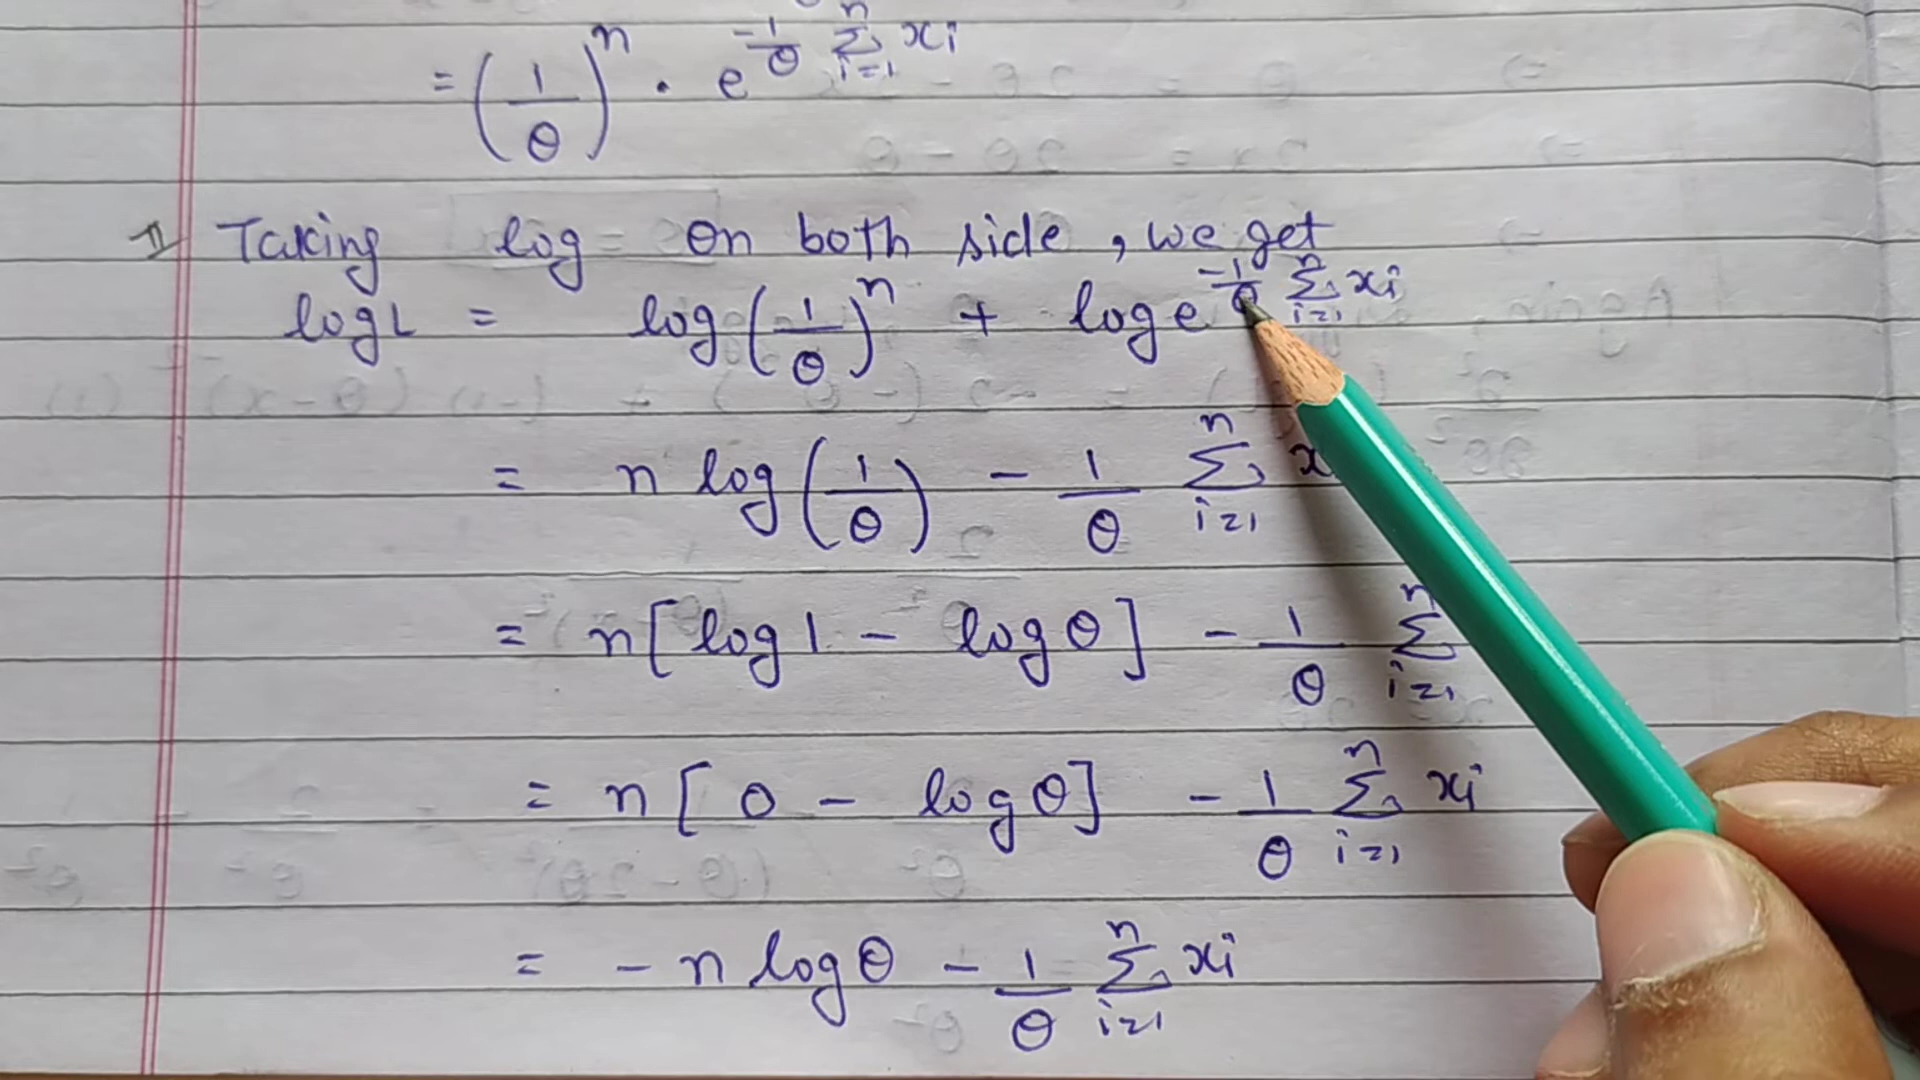 = (1/θ)^n · e^(-1/θ Σ_{i=1}^{n} xi)
⇒ Taking log on both side, we get
log L = log(1/θ)^n + log e^(-1/θ Σ_{i=1}^{n} xi)
= n log(1/θ) - 1/θ Σ_{i=1}^{n} x
= n[log 1 - log θ] - 1/θ Σ_{i=1}^{n}
= n[0 - log θ] - 1/θ Σ_{i=1}^{n} xi
= - n log θ - 1/θ Σ_{i=1}^{n} xi